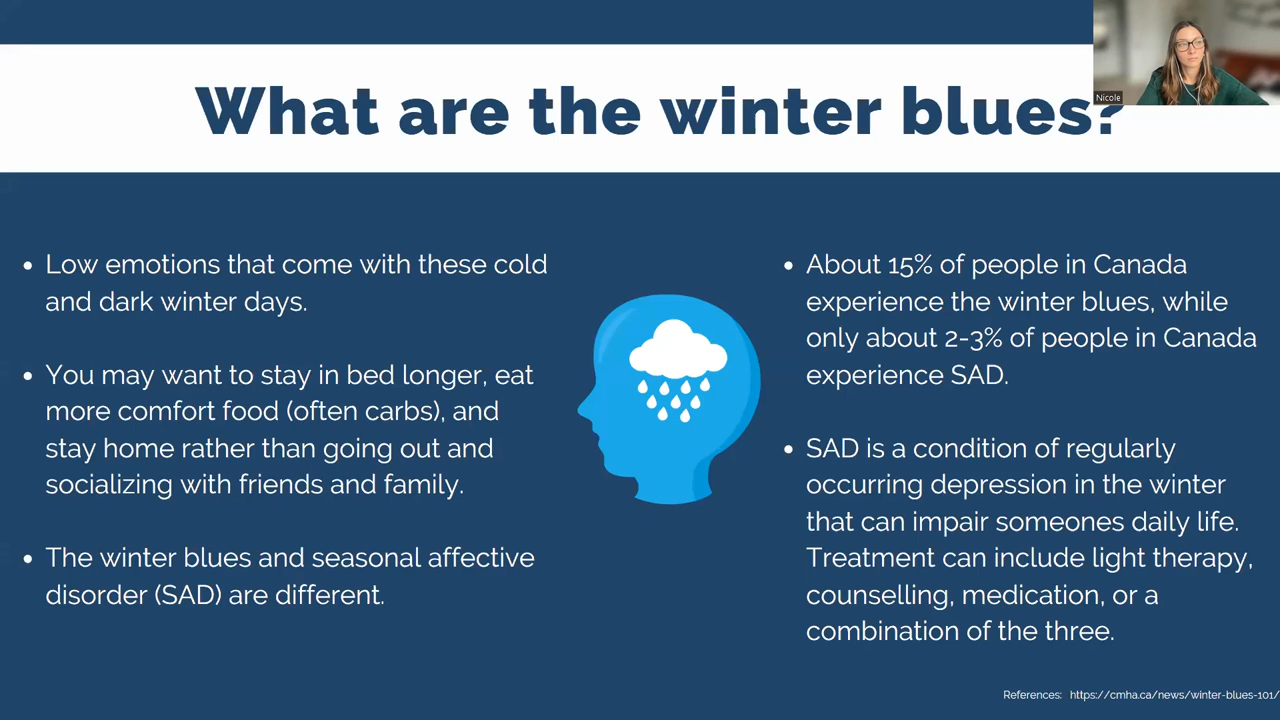 What are the winter blues?
Nicole
• Low emotions that come with these cold
and dark winter days.
• You may want to stay in bed longer, eat
more comfort food (often carbs), and
stay home rather than going out and
socializing with friends and family.
• The winter blues and seasonal affective
disorder (SAD) are different.
• About 15% of people in Canada
experience the winter blues, while
only about 2-3% of people in Canada
experience SAD.
• SAD is a condition of regularly
occurring depression in the winter
that can impair someones daily life.
Treatment can include light therapy,
counselling, medication, or a
combination of the three.
References: https://cmha.ca/news/winter-blues-101/